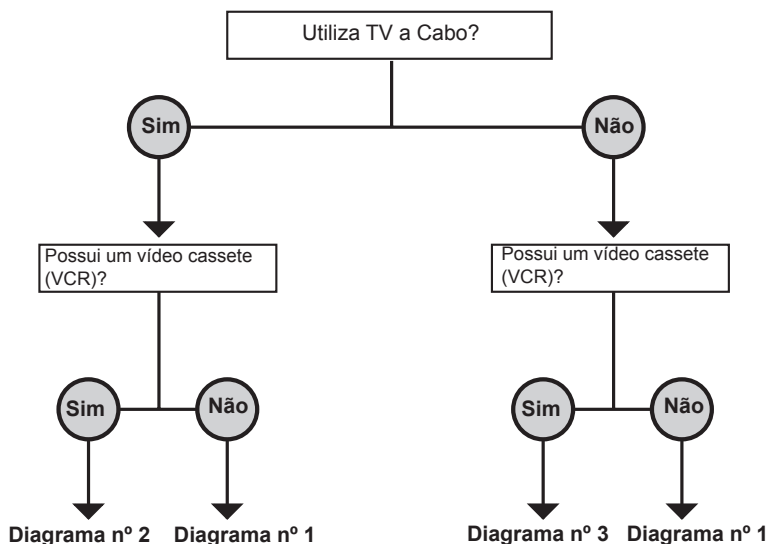 Utiliza TV a Cabo?
Sim
Não
Possui um vídeo cassete
(VCR)?
Possui um vídeo cassete
(VCR)?
Sim
Não
Sim
Não
Diagrama nº 2
Diagrama nº 1
Diagrama nº 3
Diagrama nº 1